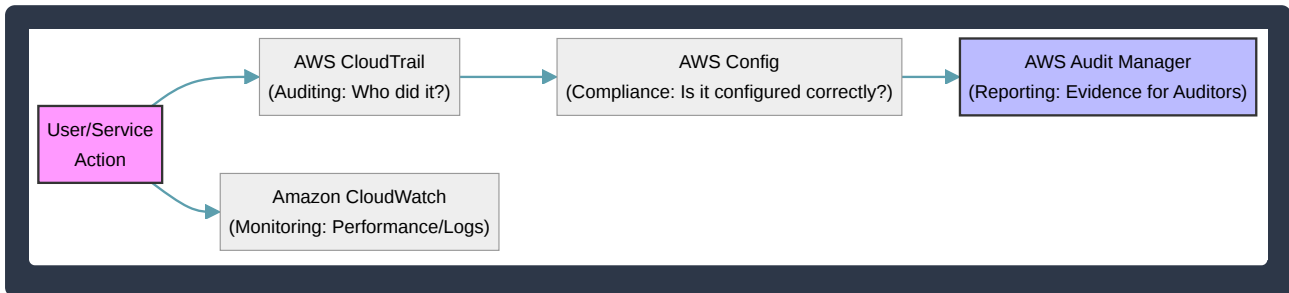 User/Service
Action
AWS CloudTrail
(Auditing: Who did it?)
AWS Config
(Compliance: Is it configured correctly?)
AWS Audit Manager
(Reporting: Evidence for Auditors)
Amazon CloudWatch
(Monitoring: Performance/Logs)